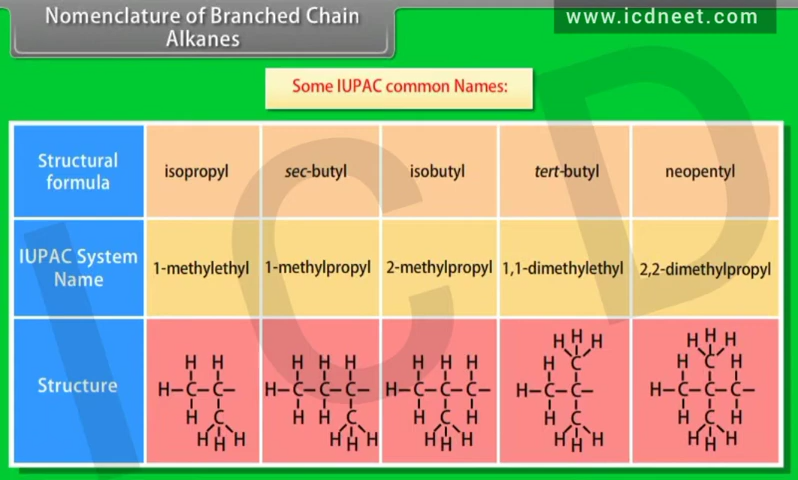 Nomenclature of Branched Chain
Alkanes
www.icdneet.com
Some IUPAC common Names:
Structural
formula
isopropyl
sec-butyl
isobutyl
tert-butyl
neopentyl
IUPAC System
Name
1-methylethyl
1-methylpropyl
2-methylpropyl
1,1-dimethylethyl
2,2-dimethylpropyl
Structure
H H
H–C–C–
H C
H H H
H H H
H–C–C–C–
H H C
H H H
H H H
H–C–C–C–
H C H
H H H
H H H
H C
H–C–C–
H C
H H H
H H H
H C H
H–C–C–C–
H C H
H H H
ICD